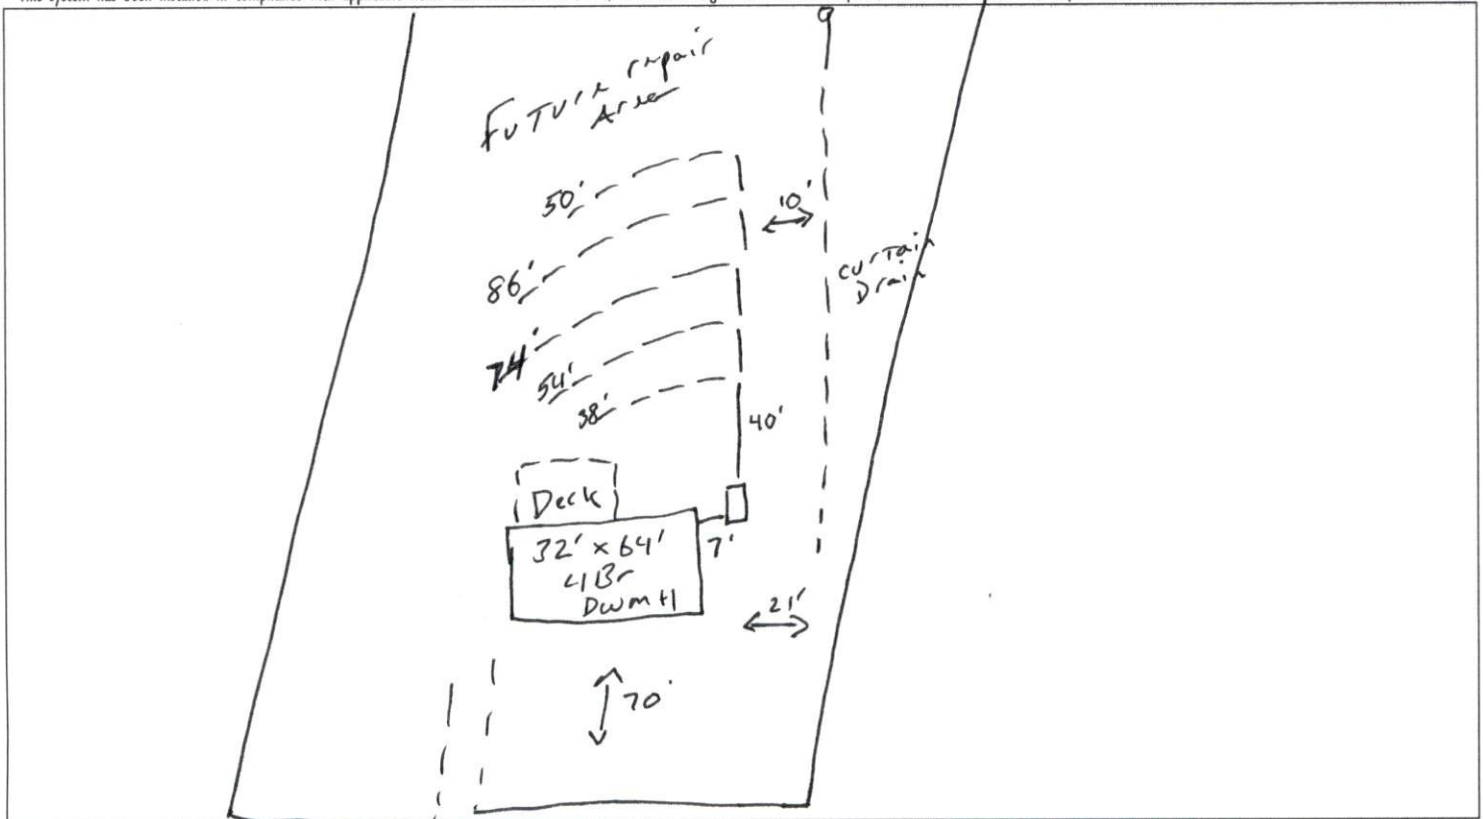 Future repair
Area
50'
10'
86'
curtain
Drain
74'
54'
38'
40'
Deck
32' x 64'
7'
4Br
DWMH
21'
70'